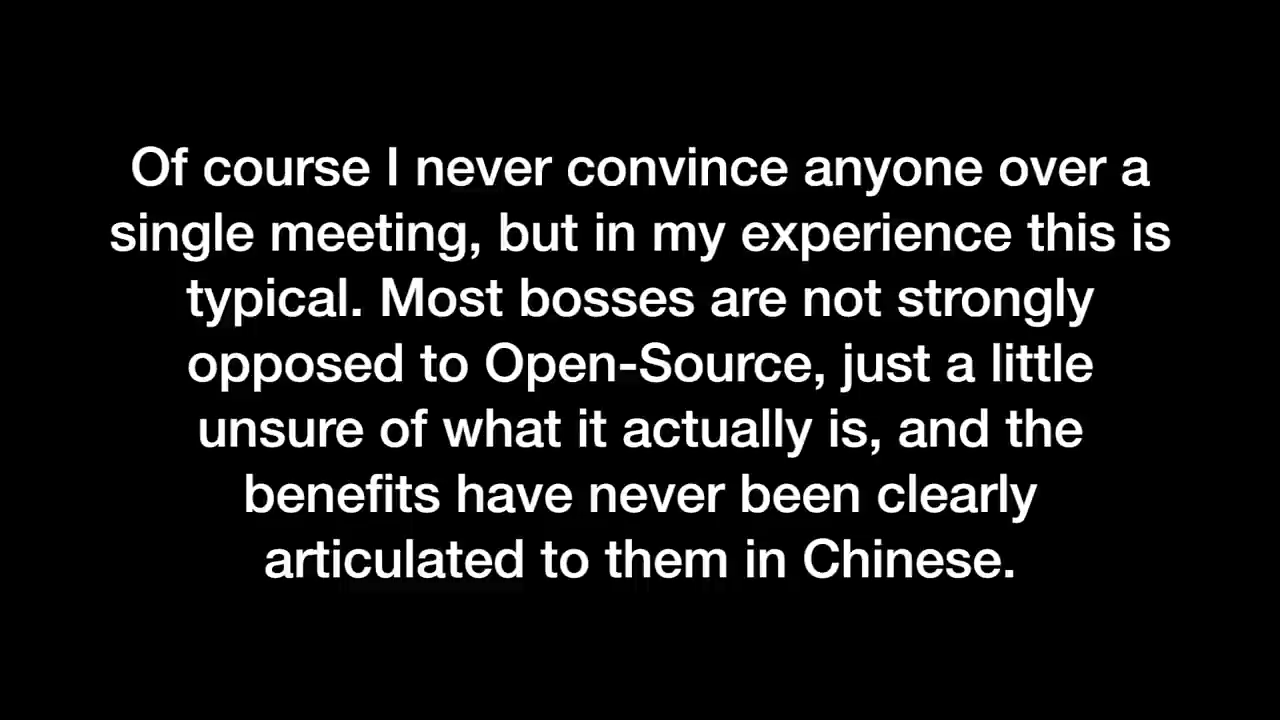 Of course I never convince anyone over a
single meeting, but in my experience this is
typical. Most bosses are not strongly
opposed to Open-Source, just a little
unsure of what it actually is, and the
benefits have never been clearly
articulated to them in Chinese.